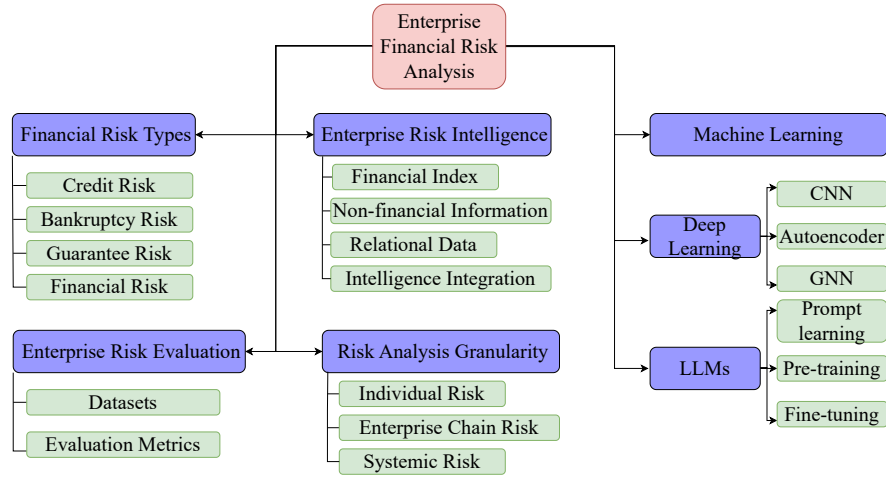 Enterprise
Financial Risk
Analysis
Financial Risk Types
Credit Risk
Bankruptcy Risk
Guarantee Risk
Financial Risk
Enterprise Risk Intelligence
Financial Index
Non-financial Information
Relational Data
Intelligence Integration
Enterprise Risk Evaluation
Datasets
Evaluation Metrics
Risk Analysis Granularity
Individual Risk
Enterprise Chain Risk
Systemic Risk
Machine Learning
Deep
Learning
CNN
Autoencoder
GNN
LLMs
Prompt
learning
Pre-training
Fine-tuning